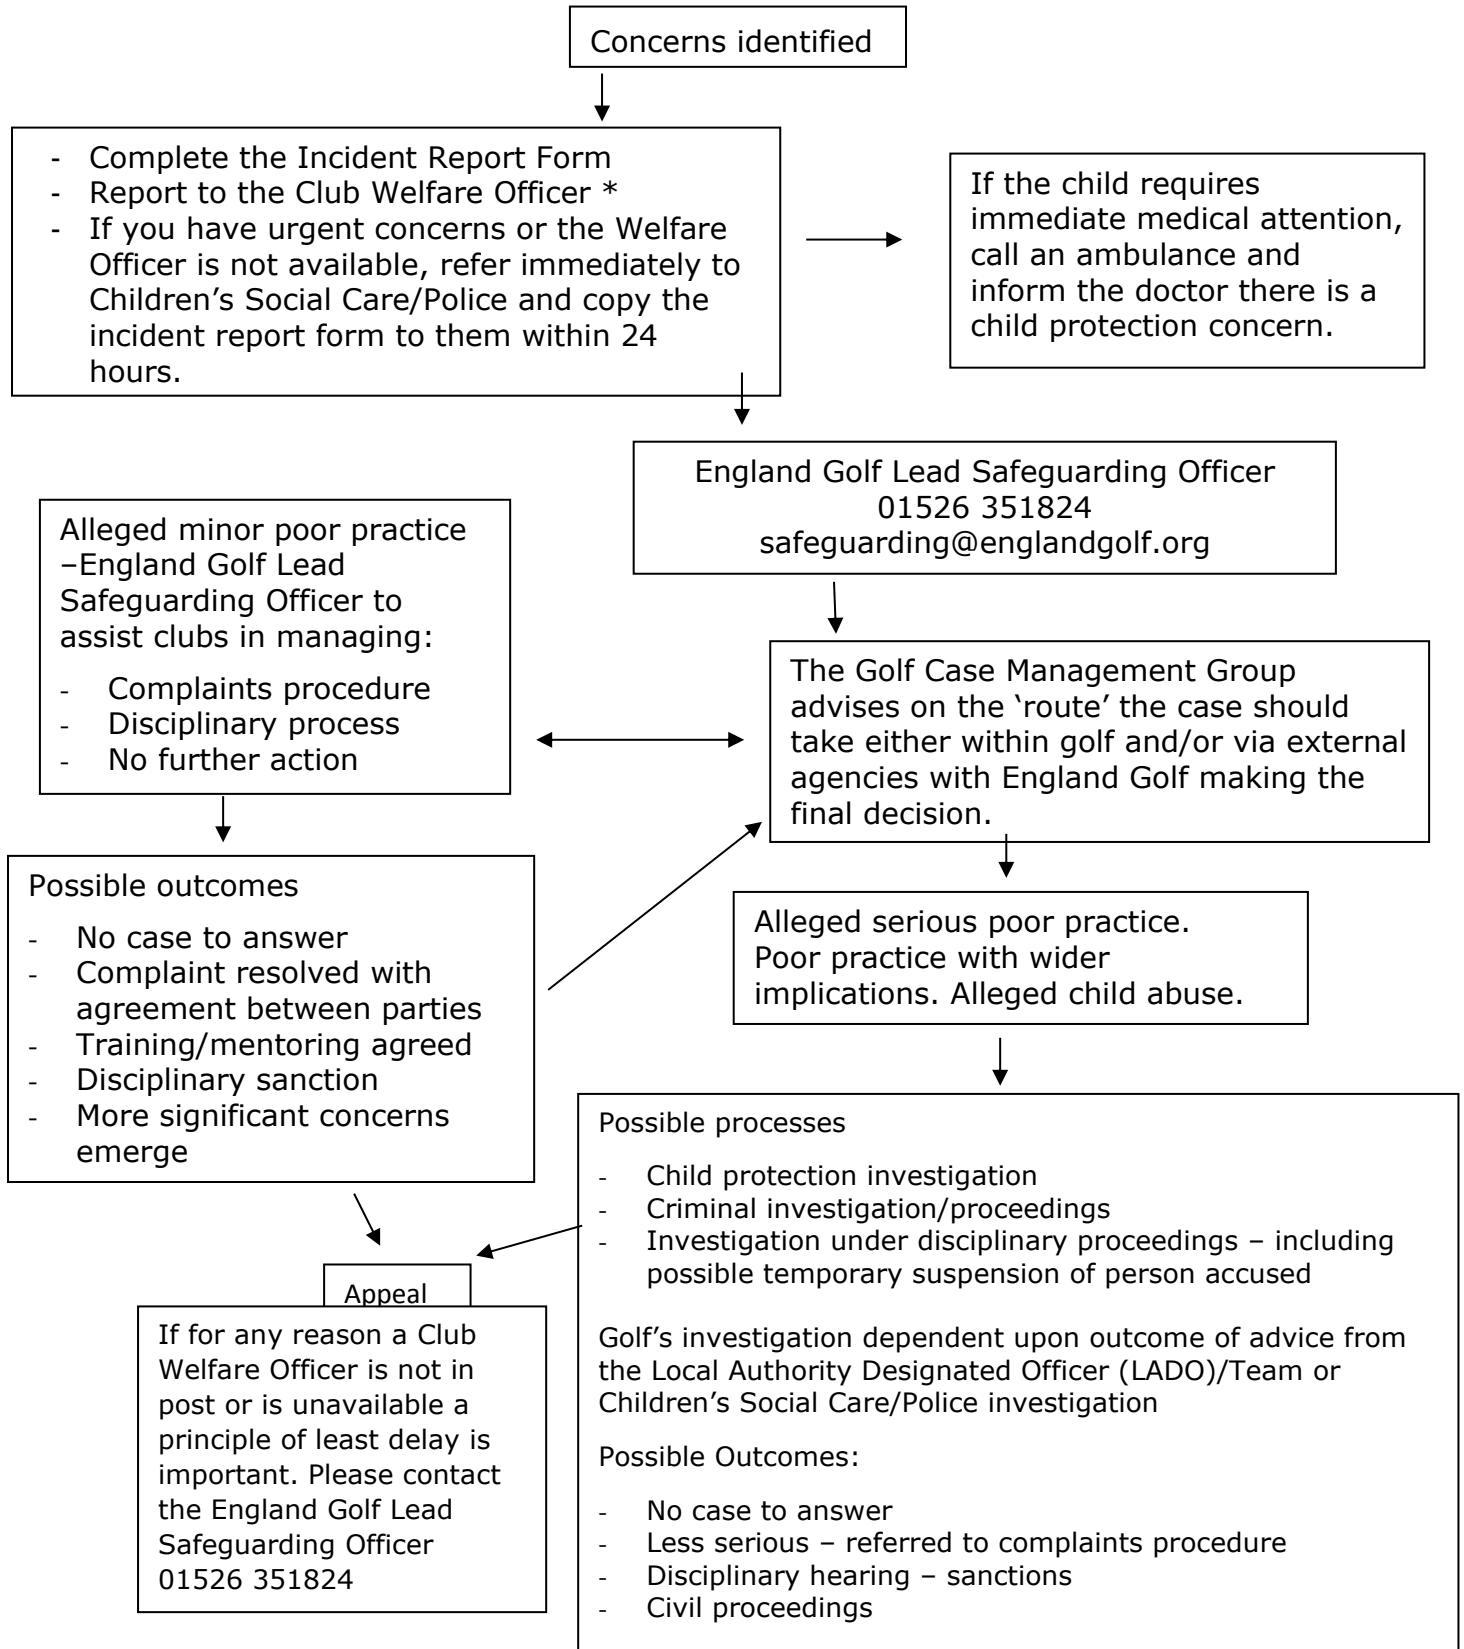 Concerns identified
- Complete the Incident Report Form
- Report to the Club Welfare Officer *
- If you have urgent concerns or the Welfare
Officer is not available, refer immediately to
Children’s Social Care/Police and copy the
incident report form to them within 24
hours.
If the child requires
immediate medical attention,
call an ambulance and
inform the doctor there is a
child protection concern.
England Golf Lead Safeguarding Officer
01526 351824
safeguarding@englandgolf.org
Alleged minor poor practice
–England Golf Lead
Safeguarding Officer to
assist clubs in managing:
- Complaints procedure
- Disciplinary process
- No further action
The Golf Case Management Group
advises on the ‘route’ the case should
take either within golf and/or via external
agencies with England Golf making the
final decision.
Possible outcomes
- No case to answer
- Complaint resolved with
agreement between parties
- Training/mentoring agreed
- Disciplinary sanction
- More significant concerns
emerge
Alleged serious poor practice.
Poor practice with wider
implications. Alleged child abuse.
Possible processes
- Child protection investigation
- Criminal investigation/proceedings
- Investigation under disciplinary proceedings – including
possible temporary suspension of person accused
Golf’s investigation dependent upon outcome of advice from
the Local Authority Designated Officer (LADO)/Team or
Children’s Social Care/Police investigation
Possible Outcomes:
- No case to answer
- Less serious – referred to complaints procedure
- Disciplinary hearing – sanctions
- Civil proceedings
Appeal
If for any reason a Club
Welfare Officer is not in
post or is unavailable a
principle of least delay is
important. Please contact
the England Golf Lead
Safeguarding Officer
01526 351824